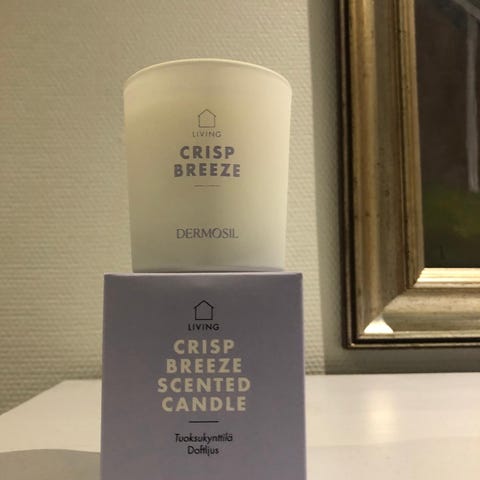 LIVING
CRISP
BREEZE
DERMOSIL
LIVING
CRISP
BREEZE
SCENTED
CANDLE
Tuoksukynttilä
Doftljus